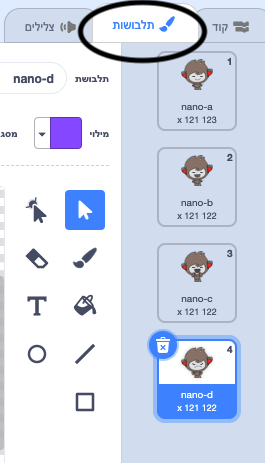 קוד
תלבושות
צלילים
תלבושת
nano-d
מילוי
מסג
1
nano-a
x 121 123
2
nano-b
x 121 122
3
nano-c
x 121 122
4
nano-d
x 121 122
T